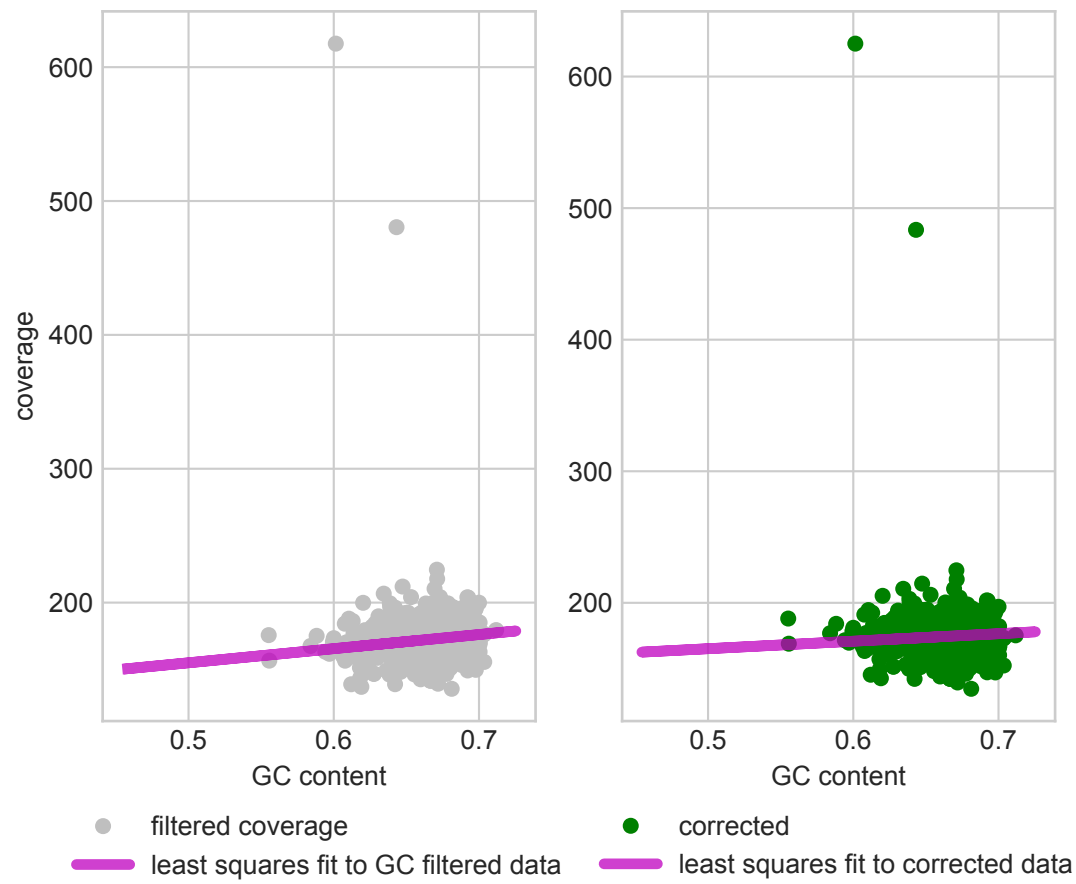 600
500
400
300
200
coverage
0.5 0.6 0.7
GC content
600
500
400
300
200
0.5 0.6 0.7
GC content
filtered coverage
least squares fit to GC filtered data
corrected
least squares fit to corrected data